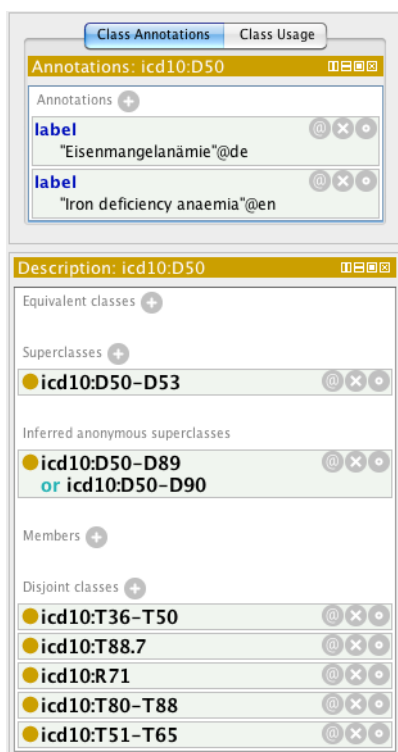 Class Annotations Class Usage
Annotations: icd10:D50
Annotations
label
"Eisenmangelanämie"@de
label
"Iron deficiency anaemia"@en
Description: icd10:D50
Equivalent classes
Superclasses
icd10:D50-D53
Inferred anonymous superclasses
icd10:D50-D89
or icd10:D50-D90
Members
Disjoint classes
icd10:T36-T50
icd10:T88.7
icd10:R71
icd10:T80-T88
icd10:T51-T65